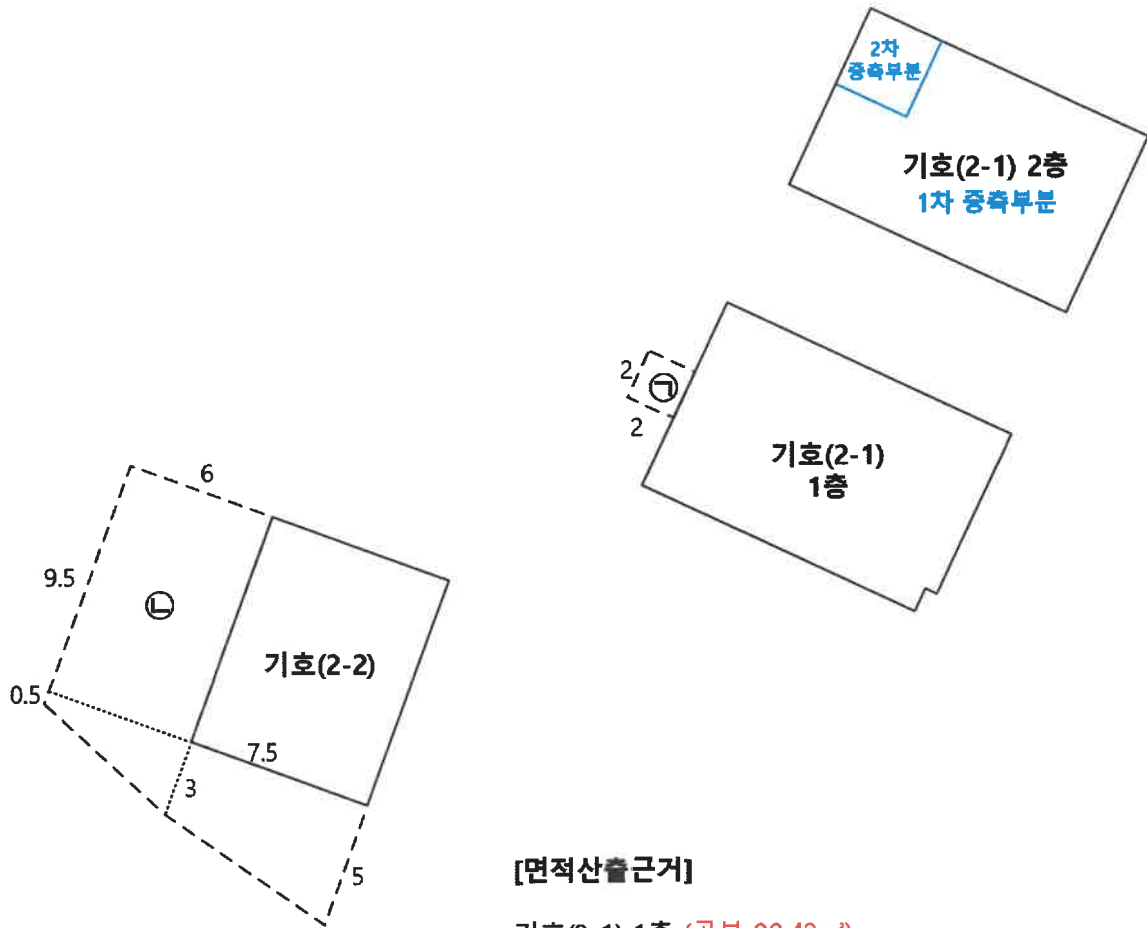 2차
증축부분
기호(2-1) 2층
1차 증축부분
2
㉠
2
기호(2-1)
1층
6
9.5
㉡
기호(2-2)
0.5
7.5
3
5
[면적산출근거]